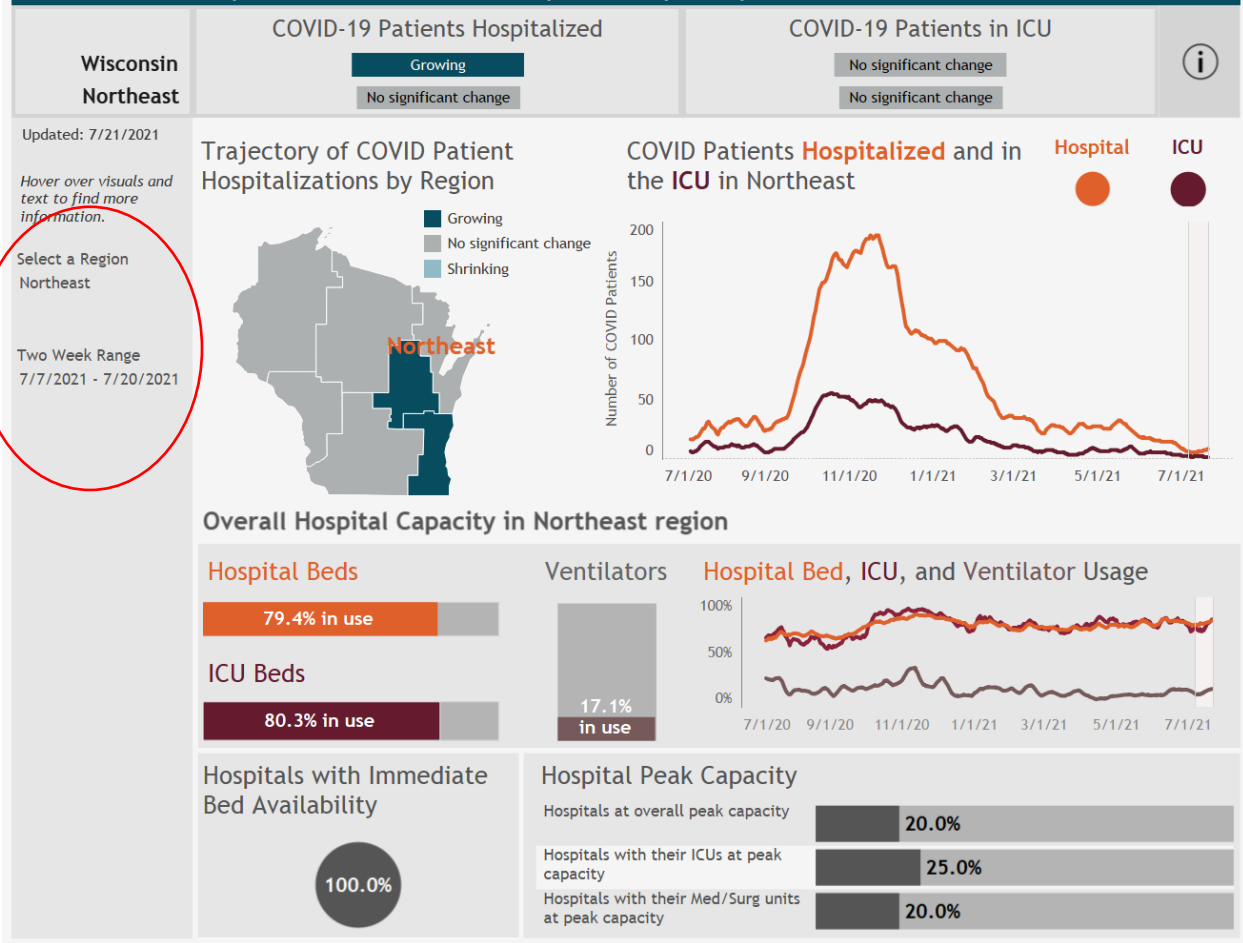 COVID-19 Patients Hospitalized
COVID-19 Patients in ICU
Wisconsin
Growing
No significant change
Northeast
No significant change
No significant change
i
Updated: 7/21/2021
Hover over visuals and
text to find more
information.
Select a Region
Northeast
Two Week Range
7/7/2021 - 7/20/2021
Trajectory of COVID Patient
Hospitalizations by Region
Growing
No significant change
Shrinking
Northeast
COVID Patients Hospitalized and in
the ICU in Northeast
Hospital
ICU
Number of COVID Patients
200
150
100
50
0
7/1/20 9/1/20 11/1/20 1/1/21 3/1/21 5/1/21 7/1/21
Overall Hospital Capacity in Northeast region
Hospital Beds
79.4% in use
ICU Beds
80.3% in use
Ventilators
17.1%
in use
Hospital Bed, ICU, and Ventilator Usage
100%
50%
0%
7/1/20 9/1/20 11/1/20 1/1/21 3/1/21 5/1/21 7/1/21
Hospitals with Immediate
Bed Availability
100.0%
Hospital Peak Capacity
Hospitals at overall peak capacity
20.0%
Hospitals with their ICUs at peak
capacity
25.0%
Hospitals with their Med/Surg units
at peak capacity
20.0%